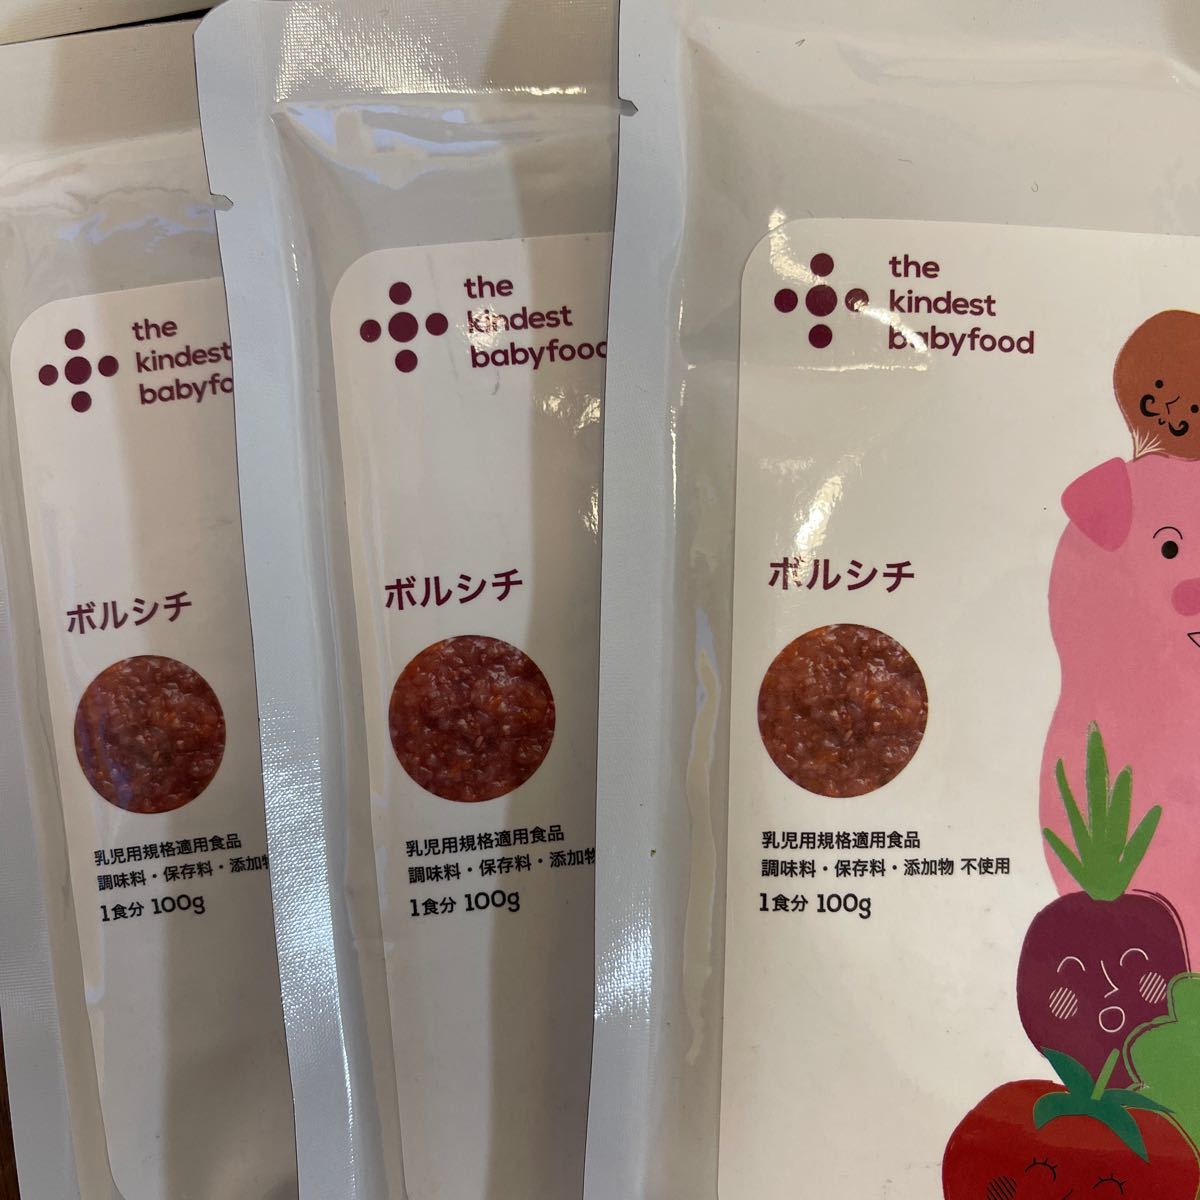 the
kindest
babyfo
ボルシチ
乳児用規格適用食品
調味料・保存料・添加物
1食分 100g
the
kindest
babyfood
ボルシチ
乳児用規格適用食品
調味料・保存料・添加物
1食分 100g
the
kindest
babyfood
ボルシチ
乳児用規格適用食品
調味料・保存料・添加物 不使用
1食分 100g